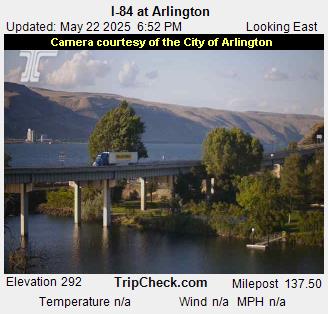 I-84 at Arlington
Updated: May 22 2025 6:52 PM Looking East
Camera courtesy of the City of Arlington
Elevation 292 TripCheck.com Milepost 137.50
Temperature n/a Wind n/a MPH n/a